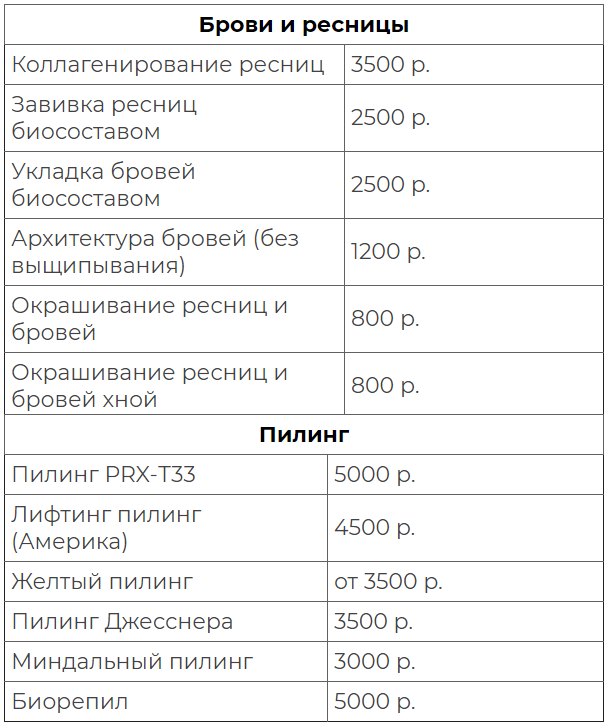 Брови и ресницы
Коллагенирование ресниц 3500 р.
Завивка ресниц
биосоставом 2500 р.
Укладка бровей
биосоставом 2500 р.
Архитектура бровей (без
выщипывания) 1200 р.
Окрашивание ресниц и
бровей 800 р.
Окрашивание ресниц и
бровей хной 800 р.
Пилинг
Пилинг PRX-T33 5000 р.
Лифтинг пилинг
(Америка) 4500 р.
Желтый пилинг от 3500 р.
Пилинг Джесснера 3500 р.
Миндальный пилинг 3000 р.
Биорепил 5000 р.